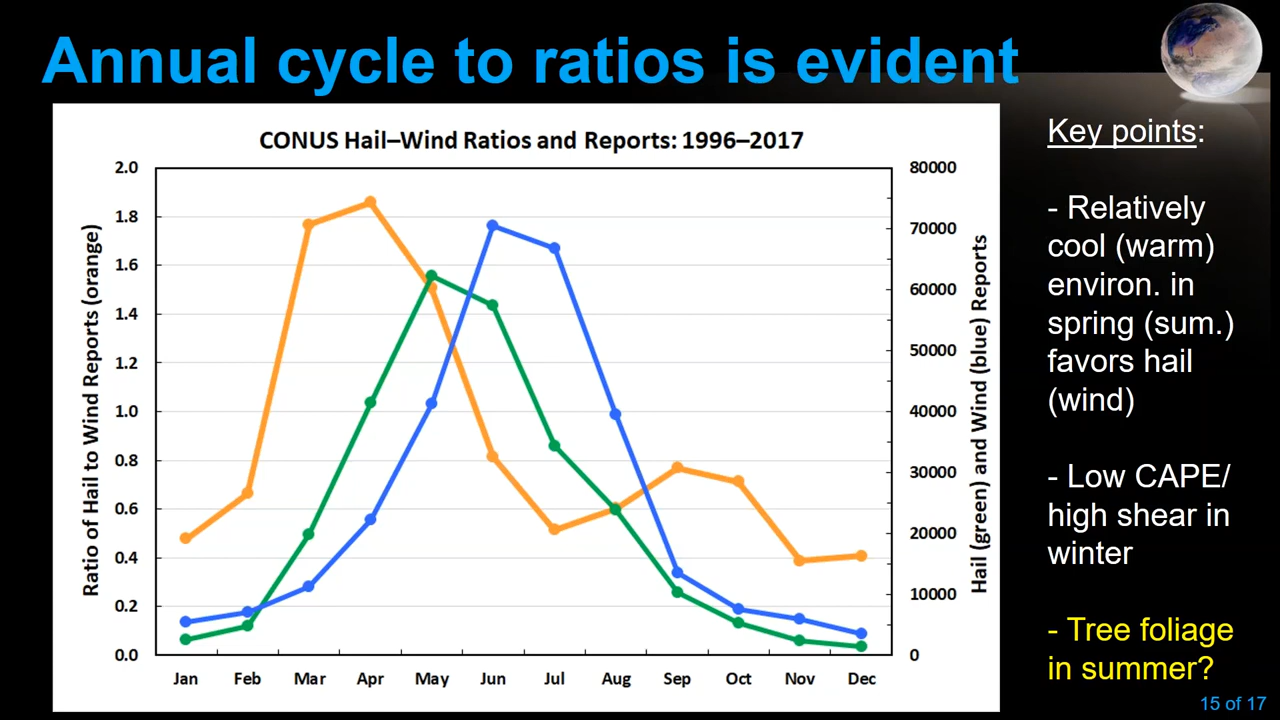 Annual cycle to ratios is evident
CONUS Hail–Wind Ratios and Reports: 1996–2017
Ratio of Hail to Wind Reports (orange)
2.0
1.8
1.6
1.4
1.2
1.0
0.8
0.6
0.4
0.2
0.0
Jan Feb Mar Apr May Jun Jul Aug Sep Oct Nov Dec
80000
70000
60000
50000
40000
30000
20000
10000
0
Hail (green) and Wind (blue) Reports
Key points:
- Relatively
cool (warm)
environ. in
spring (sum.)
favors hail
(wind)
- Low CAPE/
high shear in
winter
- Tree foliage
in summer?
15 of 17